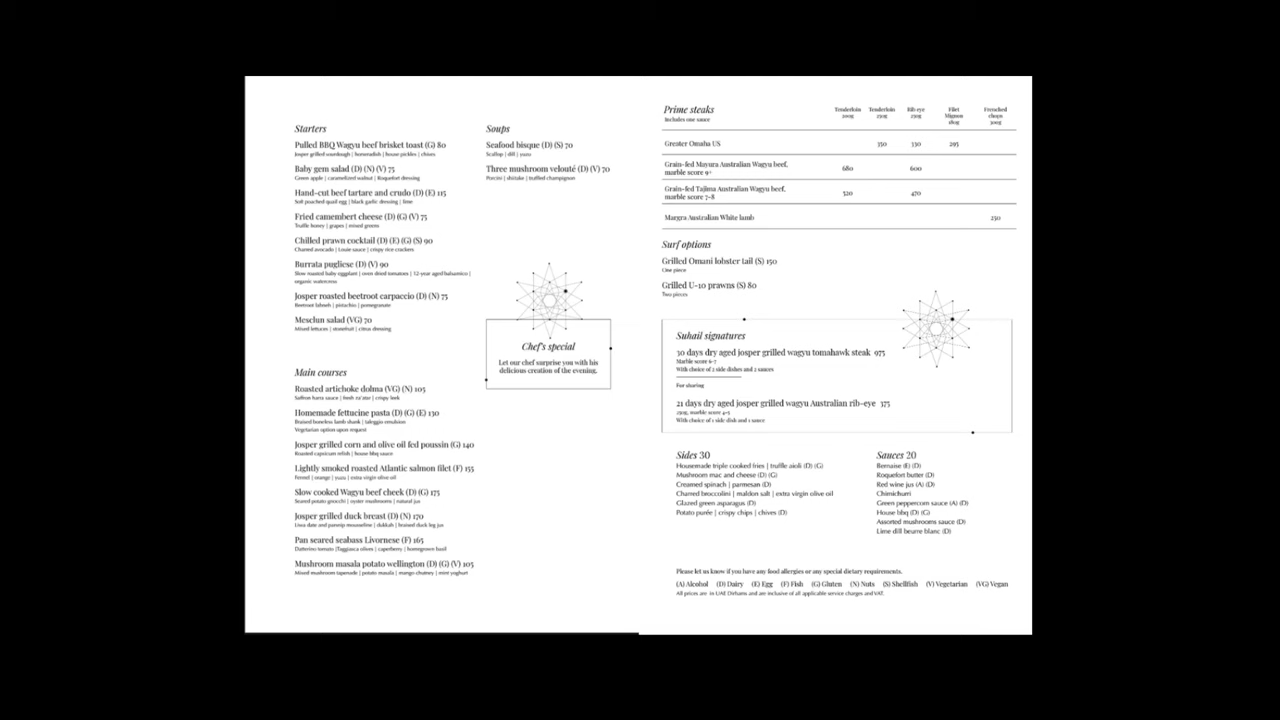 Starters
Pulled BBQ Wagyu beef brisket toast (G) 80
Josper grilled sourdough | horseradish | house pickles | chives
Baby gem salad (D) (N) (V) 75
Green apple | caramelized walnut | Roquefort dressing
Hand-cut beef tartare and crudo (D) (E) 115
Soft poached quail egg | black garlic dressing | lime
Fried camembert cheese (D) (G) (V) 75
Truffle honey | grapes | mixed greens
Chilled prawn cocktail (D) (E) (G) (S) 90
Charred avocado | Louie sauce | crispy rice crackers
Burrata pugliese (D) (V) 90
Slow roasted baby eggplant | oven dried tomatoes | 12-year aged balsamico |
organic watercress
Josper roasted beetroot carpaccio (D) (N) 75
Beetroot labneh | pistachio | pomegranate
Mesclun salad (VG) 70
Mixed lettuces | stonefruit | citrus dressing
Main courses
Roasted artichoke dolma (VG) (N) 105
Saffron harra sauce | fresh za'atar | crispy leek
Homemade fettucine pasta (D) (G) (E) 130
Braised boneless lamb shank | taleggio emulsion
Vegetarian option upon request
Josper grilled corn and olive oil fed poussin (G) 140
Roasted capsicum relish | house bbq sauce
Lightly smoked roasted Atlantic salmon filet (F) 155
Fennel | orange | yuzu | extra virgin olive oil
Slow cooked Wagyu beef cheek (D) (G) 175
Seared potato gnocchi | oyster mushrooms | natural jus
Josper grilled duck breast (D) (N) 170
Liwa date and parsnip mousseline | dukkah | braised duck leg jus
Pan seared seabass Livornese (F) 165
Datterino tomato |Taggiasca olives | caperberry | homegrown basil
Mushroom masala potato wellington (D) (G) (V) 105
Mixed mushroom tapenade | potato masala | mango chutney | mint yoghurt
Soups
Seafood bisque (D) (S) 70
Scallop | dill | yuzu
Three mushroom velouté (D) (V) 70
Porcini | shiitake | truffled champignon
Chef's special
Let our chef surprise you with his
delicious creation of the evening.
Prime steaks
Includes one sauce
Tenderloin 200g
Tenderloin 250g
Rib eye 250g
Filet Mignon 180g
Frenched chops 300g
Greater Omaha US 350 330 295
Grain-fed Mayura Australian Wagyu beef,
marble score 9+ 680 600
Grain-fed Tajima Australian Wagyu beef,
marble score 7-8 520 470
Margra Australian White lamb 250
Surf options
Grilled Omani lobster tail (S) 150
One piece
Grilled U-10 prawns (S) 80
Two pieces
Suhail signatures
30 days dry aged josper grilled wagyu tomahawk steak 975
Marble score 6-7
With choice of 2 side dishes and 2 sauces
For sharing
21 days dry aged josper grilled wagyu Australian rib-eye 375
250g, marble score 4-5
With choice of 1 side dish and 1 sauce
Sides 30
Housemade triple cooked fries | truffle aioli (D) (G)
Mushroom mac and cheese (D) (G)
Creamed spinach | parmesan (D)
Charred broccolini | maldon salt | extra virgin olive oil
Glazed green asparagus (D)
Potato purée | crispy chips | chives (D)
Sauces 20
Bernaise (E) (D)
Roquefort butter (D)
Red wine jus (A) (D)
Chimichurri
Green peppercorn sauce (A) (D)
House bbq (D) (G)
Assorted mushrooms sauce (D)
Lime dill beurre blanc (D)
Please let us know if you have any food allergies or any special dietary requirements.
(A) Alcohol (D) Dairy (E) Egg (F) Fish (G) Gluten (N) Nuts (S) Shellfish (V) Vegetarian (VG) Vegan
All prices are in UAE Dirhams and are inclusive of all applicable service charges and VAT.